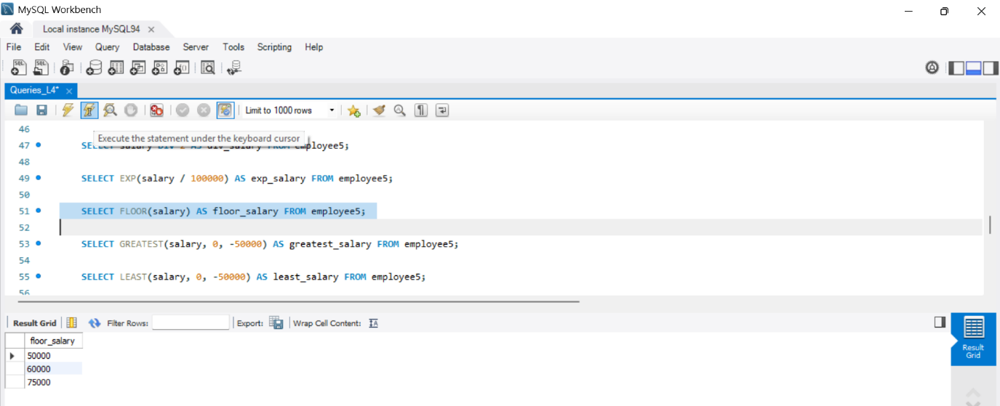 MySQL Workbench
Local instance MySQL94
File Edit View Query Database Server Tools Scripting Help
Queries_L4*
Limit to 1000 rows
46
Execute the statement under the keyboard cursor
47 SELECT salary DIV 2 AS div_salary FROM employee5;
48
49 SELECT EXP(salary / 100000) AS exp_salary FROM employee5;
50
51 SELECT FLOOR(salary) AS floor_salary FROM employee5;
52
53 SELECT GREATEST(salary, 0, -50000) AS greatest_salary FROM employee5;
54
55 SELECT LEAST(salary, 0, -50000) AS least_salary FROM employee5;
56
Result Grid Filter Rows: Export: Wrap Cell Content: IA
floor_salary
50000
60000
75000
Result
Grid